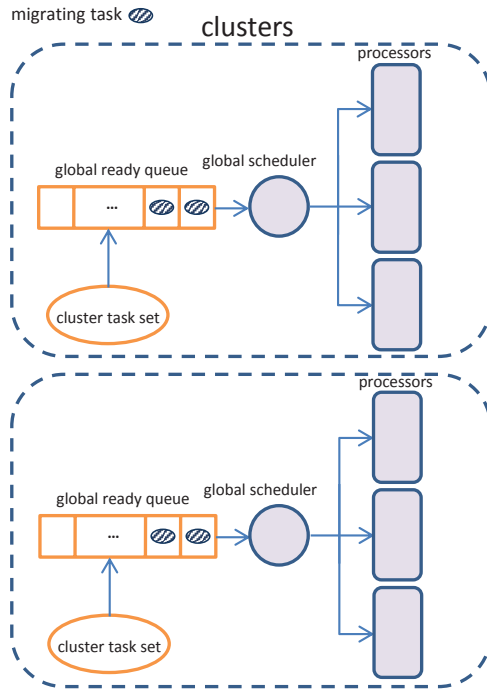 migrating task
clusters
processors
global scheduler
global ready queue
...
cluster task set
processors
global scheduler
global ready queue
...
cluster task set